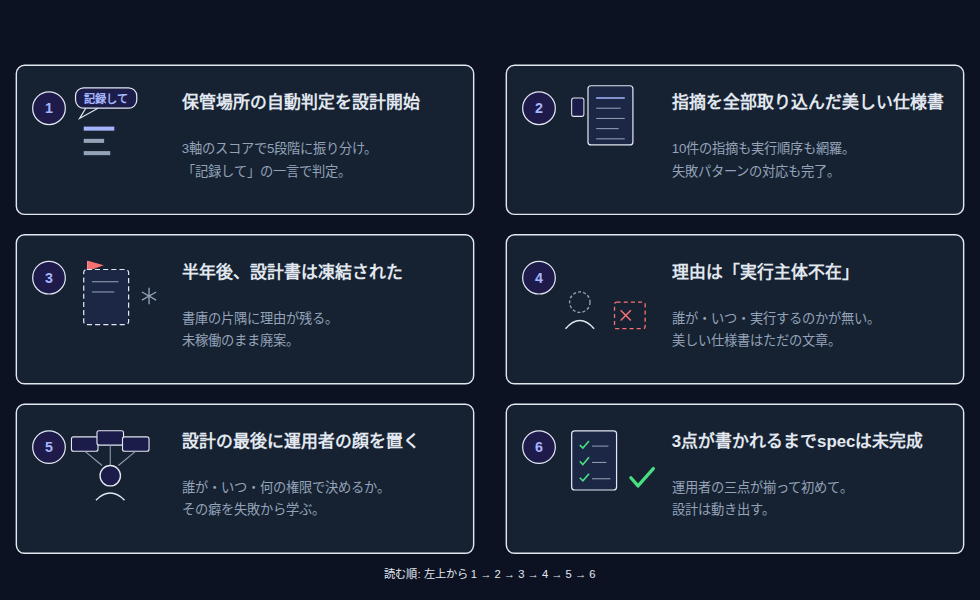 1
記録して
保管場所の自動判定を設計開始
3軸のスコアで5段階に振り分け。
「記録して」の一言で判定。
2
指摘を全部取り込んだ美しい仕様書
10件の指摘も実行順序も網羅。
失敗パターンの対応も完了。
3
半年後、設計書は凍結された
書庫の片隅に理由が残る。
未稼働のまま廃案。
4
理由は「実行主体不在」
誰が・いつ・実行するのかが無い。
美しい仕様書はただの文章。
5
設計の最後に運用者の顔を置く
誰が・いつ・何の権限で決めるか。
その癖を失敗から学ぶ。
6
3点が書かれるまでspecは未完成
運用者の三点が揃って初めて。
設計は動き出す。
読む順: 左上から 1 → 2 → 3 → 4 → 5 → 6